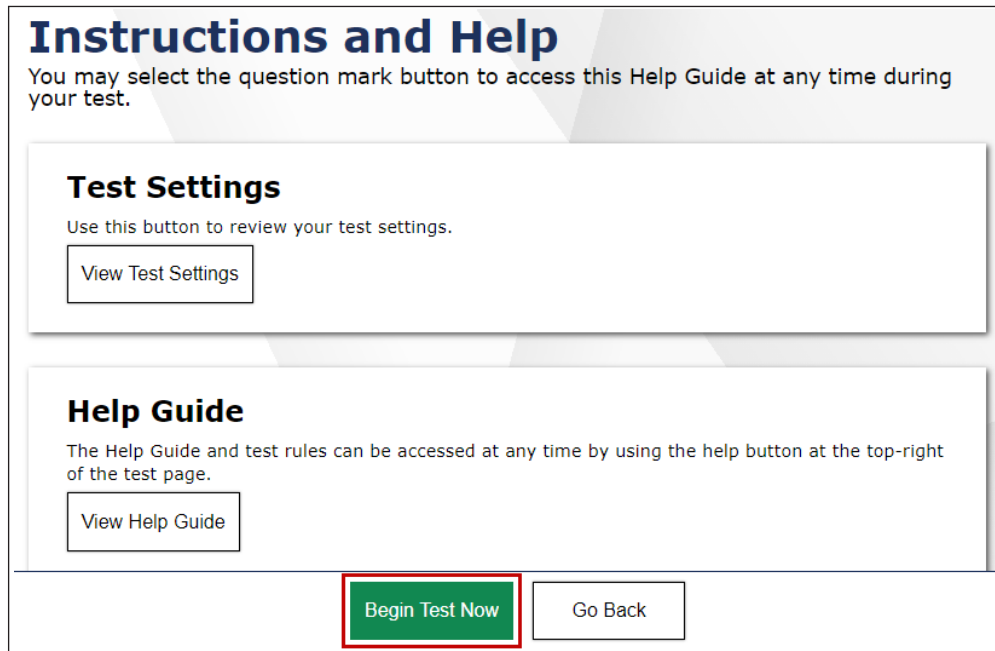 Instructions and Help
You may select the question mark button to access this Help Guide at any time during
your test.
Test Settings
Use this button to review your test settings.
View Test Settings
Help Guide
The Help Guide and test rules can be accessed at any time by using the help button at the top-right
of the test page.
View Help Guide
Begin Test Now
Go Back